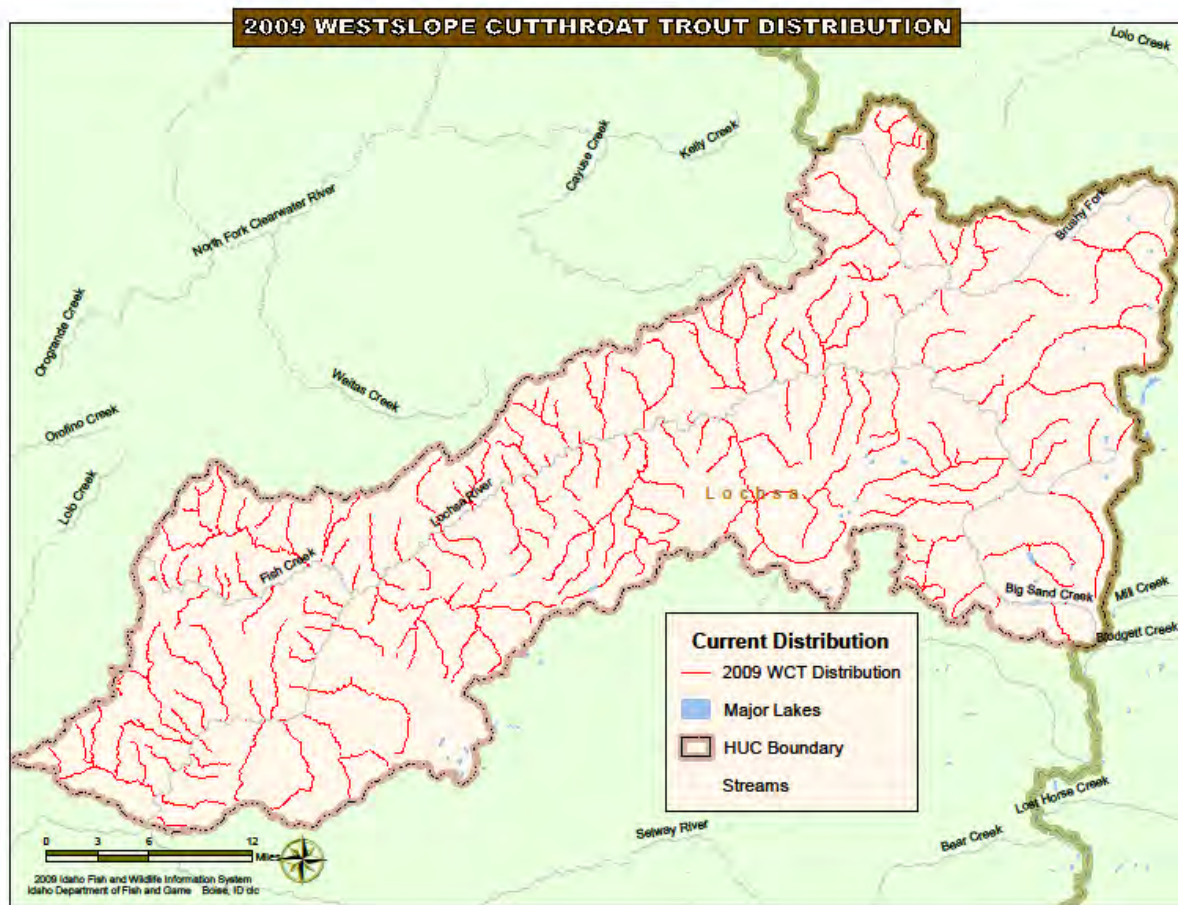 2009 WESTSLOPE CUTTHROAT TROUT DISTRIBUTION
Lolo Creek
Kelly Creek
Cayuse Creek
Brushy Fork
North Fork Clearwater River
Orogrande Creek
Weitas Creek
Orofino Creek
Lolo Creek
Lochsa River
Lochsa
Fish Creek
Big Sand Creek
Mill Creek
Blodgett Creek
Current Distribution
2009 WCT Distribution
Major Lakes
HUC Boundary
Streams
Lost Horse Creek
Selway River
Bear Creek
0 3 6 12
Miles
2009 Idaho Fish and Wildlife Information System
Idaho Department of Fish and Game Boise, ID clc